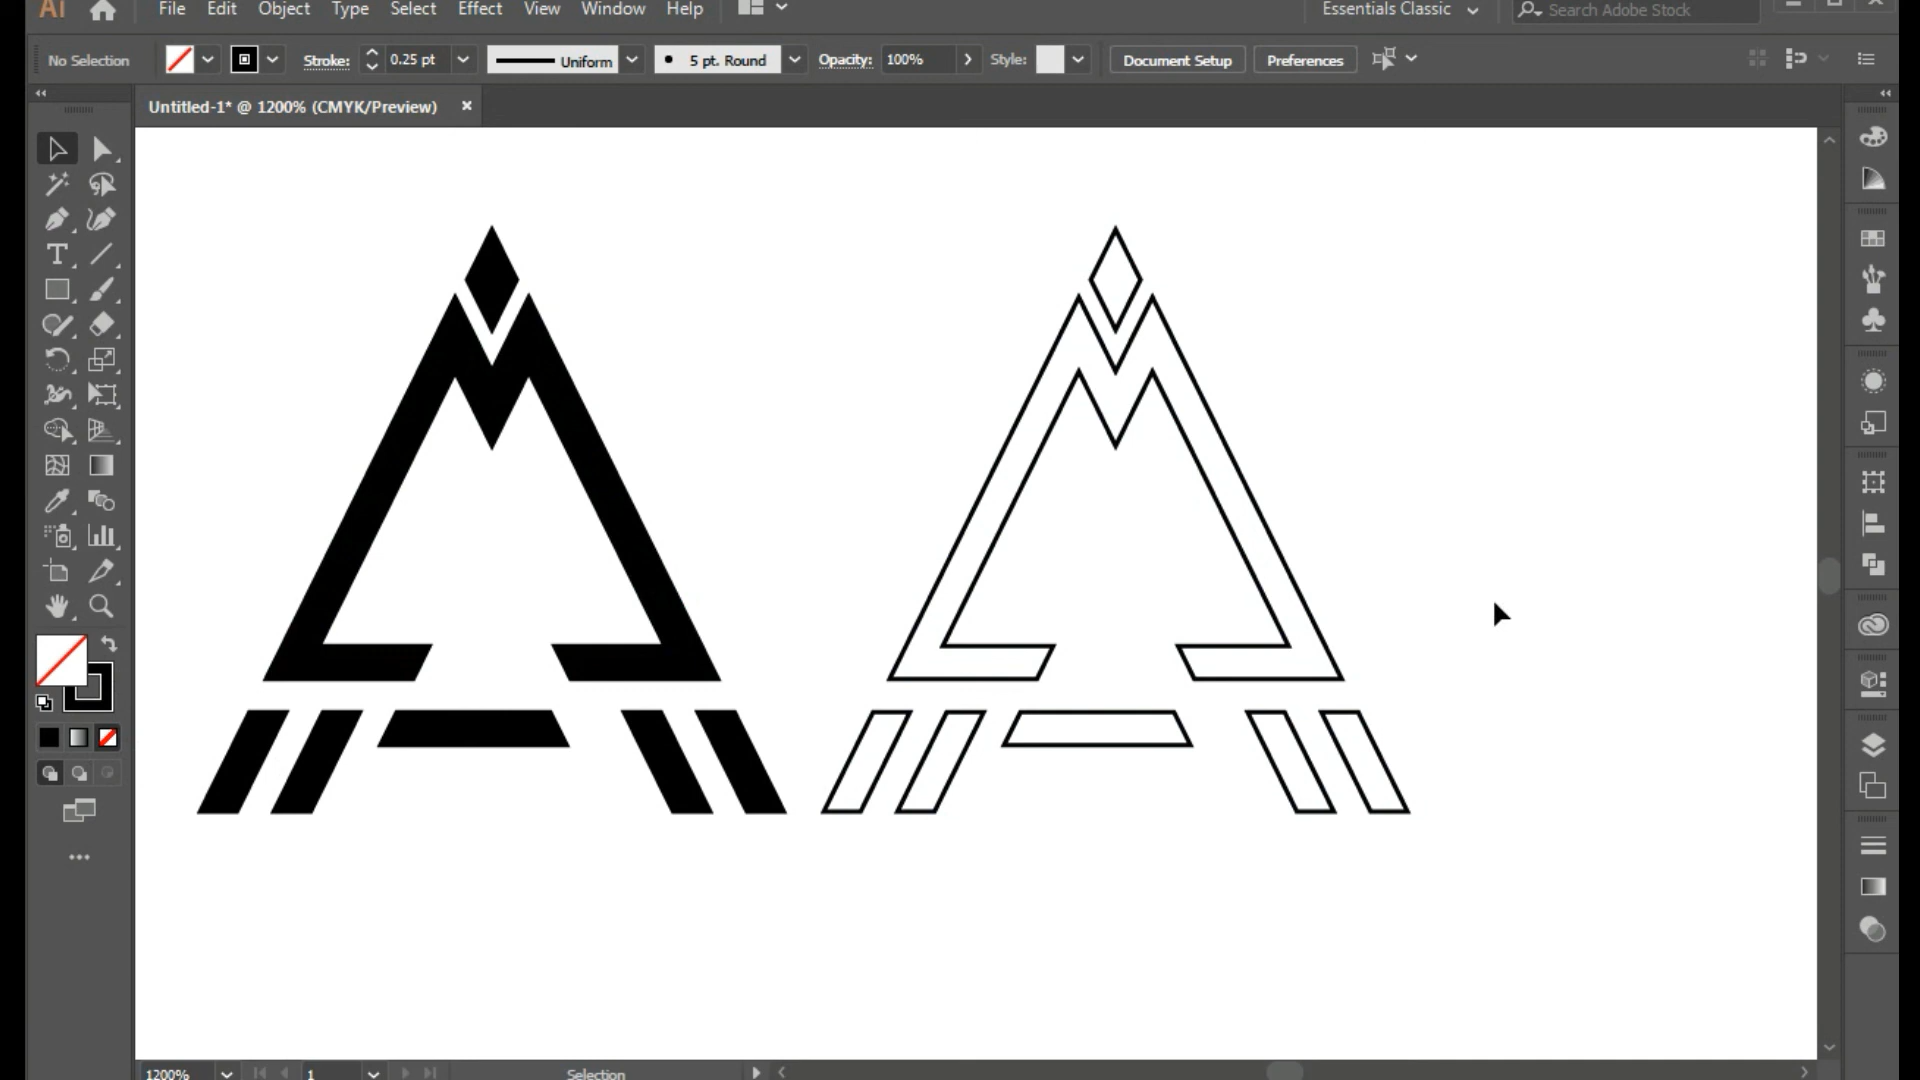 Ai File Edit Object Type Select Effect View Window Help Essentials Classic Search Adobe Stock
No Selection Stroke: 0.25 pt Uniform 5 pt. Round Opacity: 100% Style: Document Setup Preferences
Untitled-1* @ 1200% (CMYK/Preview)
1200% 1 Selection